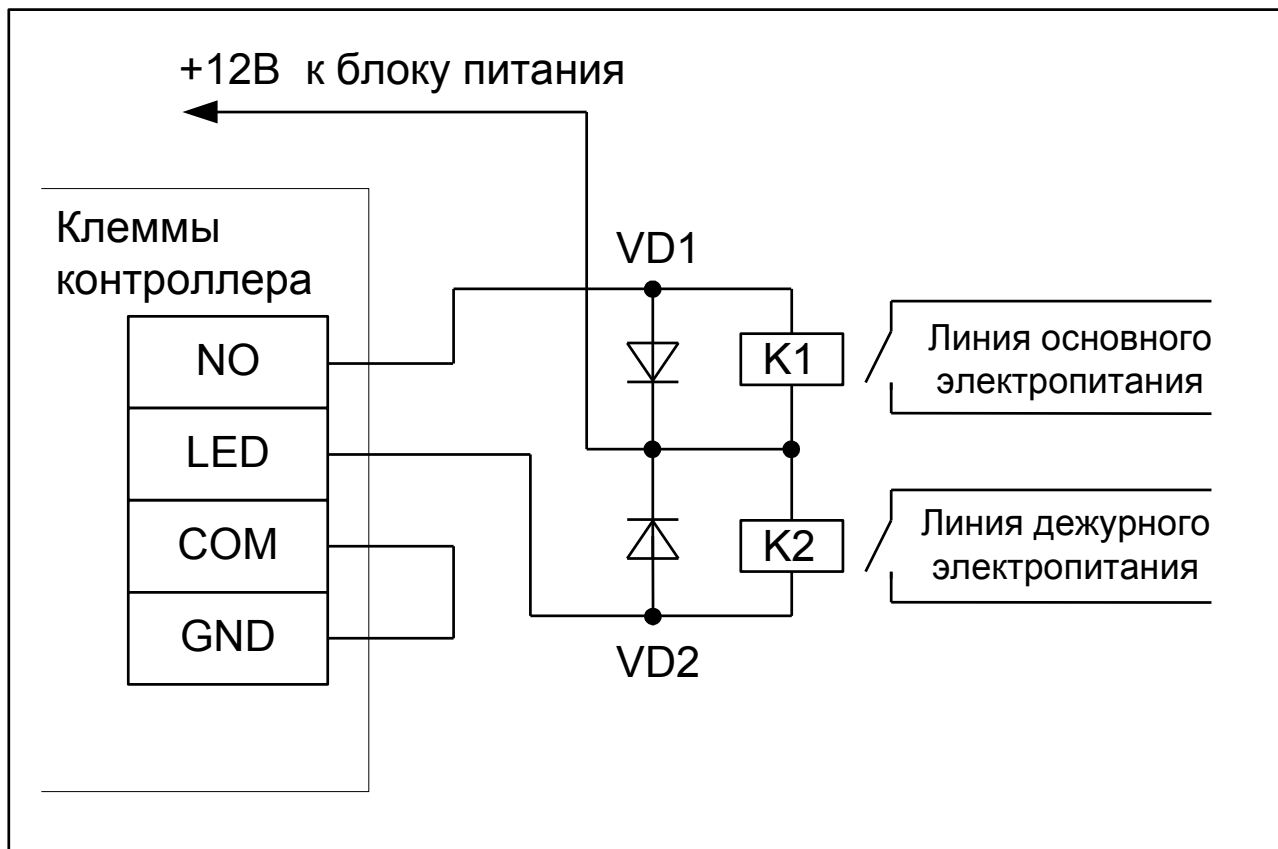 +12В к блоку питания
Клеммы
контроллера
VD1
NO
K1
Линия основного
электропитания
LED
COM
K2
Линия дежурного
электропитания
GND
VD2